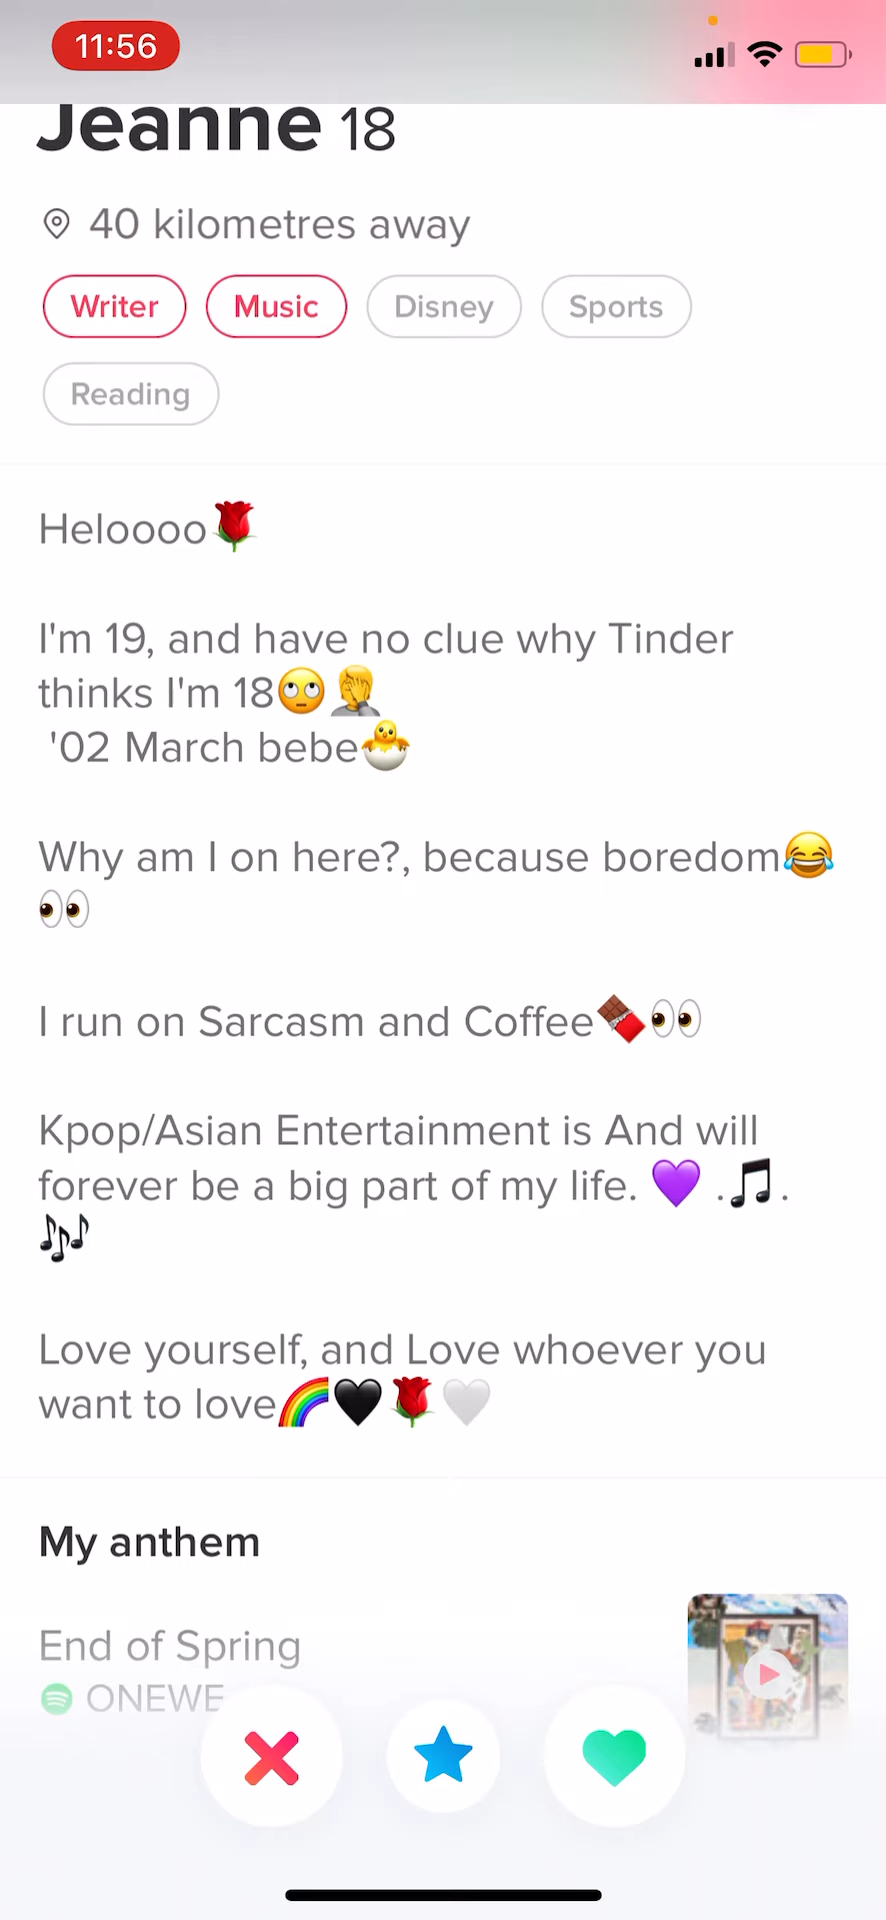 11:56
Jeanne 18
40 kilometres away
Writer Music Disney Sports
Reading
Heloooo🌹
I'm 19, and have no clue why Tinder
thinks I'm 18🙄🤦
'02 March bebe🐣
Why am I on here?, because boredom😂
👀
I run on Sarcasm and Coffee🍫👀
Kpop/Asian Entertainment is And will
forever be a big part of my life. 💜 .🎵.
🎶
Love yourself, and Love whoever you
want to love🌈🖤🌹🤍
My anthem
End of Spring
ONEWE